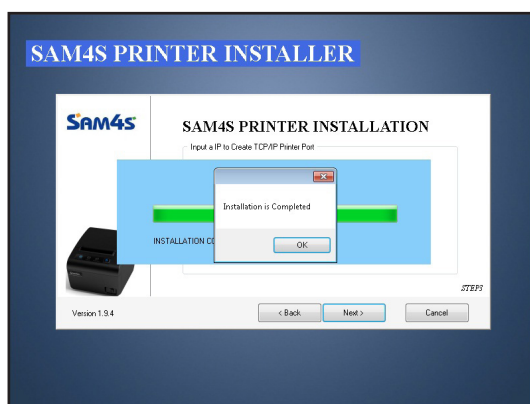 SAM4S PRINTER INSTALLER
SAM4S
SAM4S PRINTER INSTALLATION
Input a IP to Create TCP/IP Printer Port
Installation is Completed
INSTALLATION CO
OK
STEP3
Version 1.9.4
< Back
Next >
Cancel